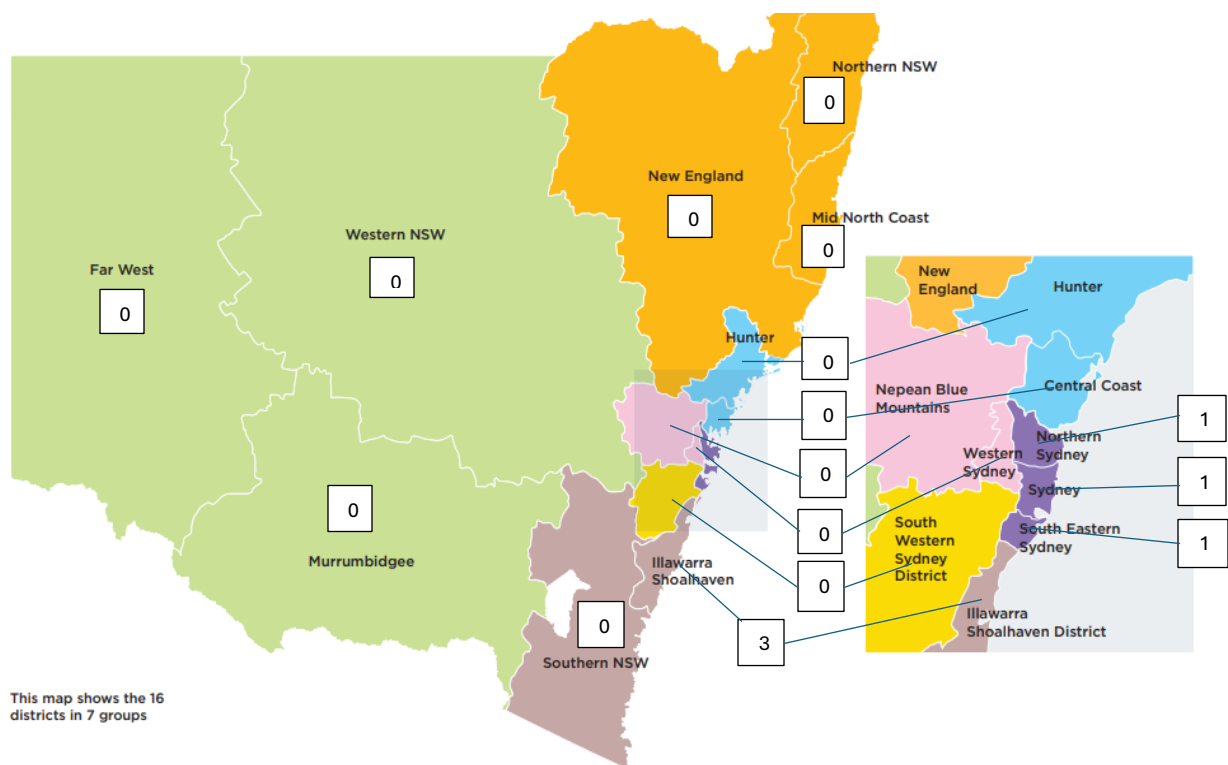 Northern NSW
0
New England
0
Mid North Coast
0
Western NSW
0
Far West
0
Hunter
0
0
0
0
0
0
Murrumbidgee
Illawarra
Shoalhaven
0
Southern NSW
3
This map shows the 16
districts in 7 groups
New
England
Hunter
Nepean Blue
Mountains
Central Coast
Northern
Sydney
1
Western
Sydney
Sydney
1
South
Western
Sydney
District
South Eastern
Sydney
1
Illawarra
Shoalhaven District